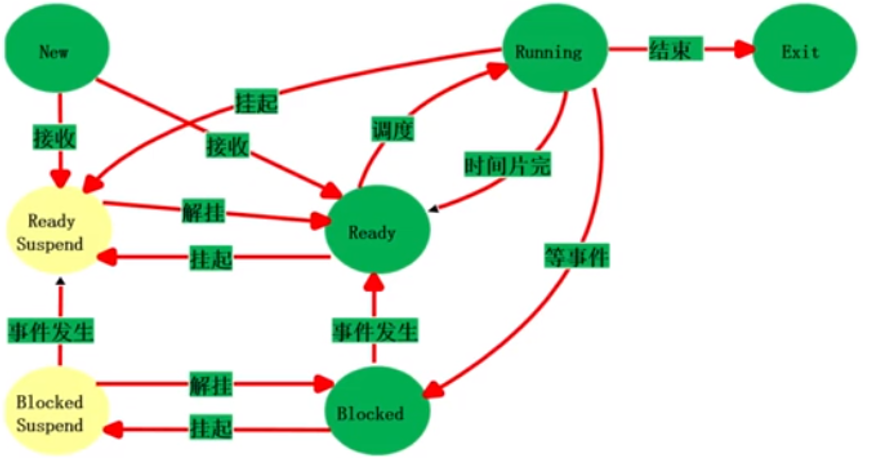 New
Running
结束
Exit
挂起
接收
接收
调度
时间片完
Ready
Suspend
解挂
Ready
挂起
等事件
事件发生
事件发生
Blocked
Suspend
解挂
Blocked
挂起